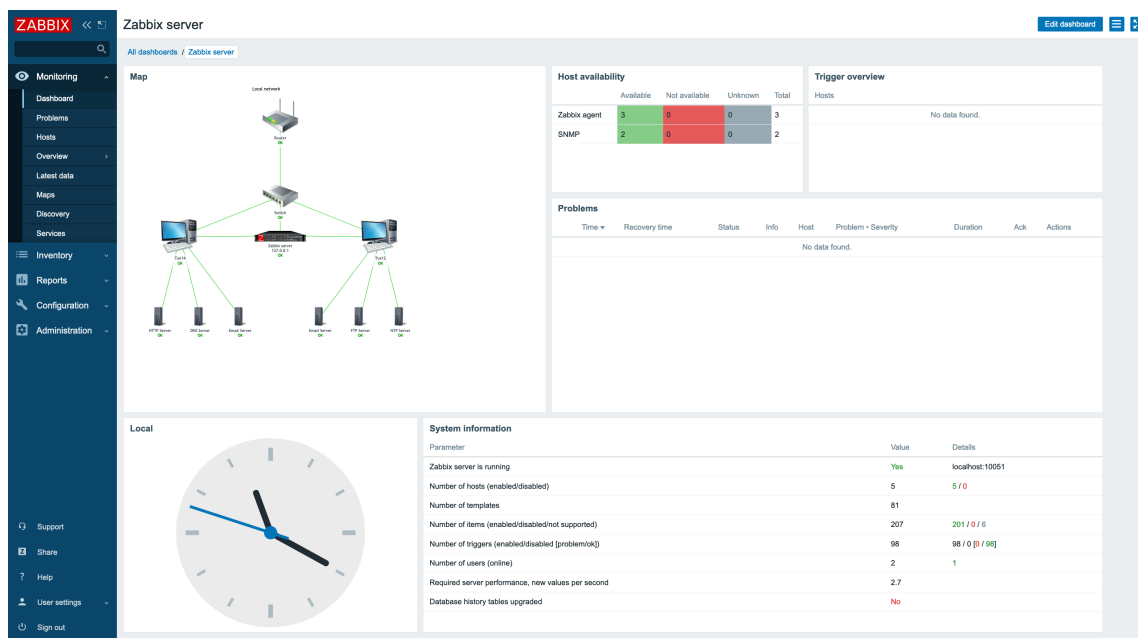 ZABBIX
Zabbix server
Edit dashboard
All dashboards / Zabbix server
Monitoring
Dashboard
Problems
Hosts
Overview
Latest data
Maps
Discovery
Services
Inventory
Reports
Configuration
Administration
Support
Share
Help
User settings
Sign out
Map
Local network
Router
OK
Switch
OK
Zabbix server
127.0.0.1
OK
Tux14
OK
Tux12
OK
HTTP Server
OK
DNS Server
OK
Email Server
OK
Email Server
OK
FTP Server
OK
NTP Server
OK
Host availability
Available Not available Unknown Total
Zabbix agent 3 0 0 3
SNMP 2 0 0 2
Trigger overview
Hosts
No data found.
Problems
Time Recovery time Status Info Host Problem • Severity Duration Ack Actions
No data found.
Local
System information
Parameter Value Details
Zabbix server is running Yes localhost:10051
Number of hosts (enabled/disabled) 5 5 / 0
Number of templates 81
Number of items (enabled/disabled/not supported) 207 201 / 0 / 6
Number of triggers (enabled/disabled [problem/ok]) 98 98 / 0 [0 / 98]
Number of users (online) 2 1
Required server performance, new values per second 2.7
Database history tables upgraded No